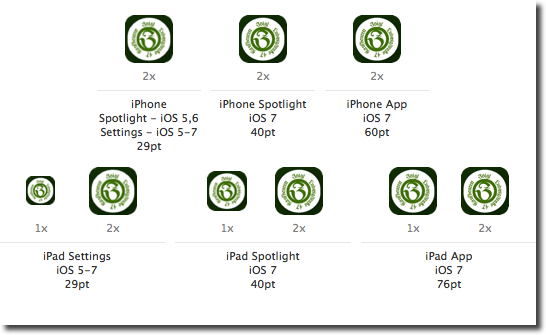 2x
2x
2x
iPhone
Spotlight - iOS 5,6
Settings - iOS 5-7
29pt
iPhone Spotlight
iOS 7
40pt
iPhone App
iOS 7
60pt
1x
2x
1x
2x
1x
2x
iPad Settings
iOS 5-7
29pt
iPad Spotlight
iOS 7
40pt
iPad App
iOS 7
76pt